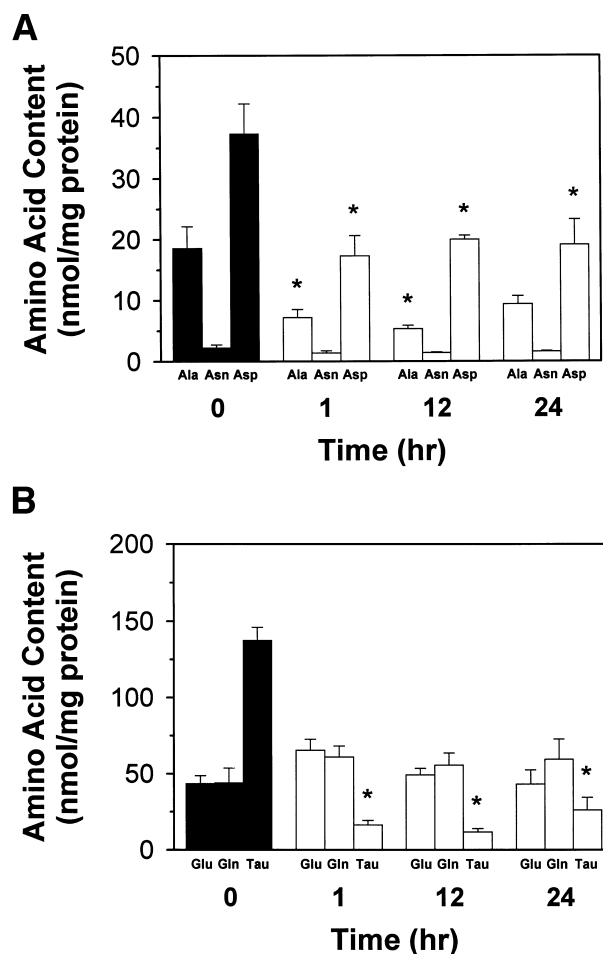 A
Amino Acid Content
(nmol/mg protein)
50
40
30
20
10
0
* * * * *
Ala Asn Asp Ala Asn Asp Ala Asn Asp Ala Asn Asp
0 1 12 24
Time (hr)
B
Amino Acid Content
(nmol/mg protein)
200
150
100
50
0
* * *
Glu Gln Tau Glu Gln Tau Glu Gln Tau Glu Gln Tau
0 1 12 24
Time (hr)